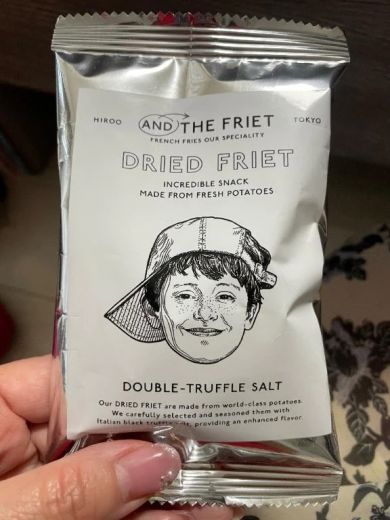 HIROO AND THE FRIET TOKYO
FRENCH FRIES OUR SPECIALITY
DRIED FRIET
INCREDIBLE SNACK
MADE FROM FRESH POTATOES
DOUBLE-TRUFFLE SALT
Our DRIED FRIET are made from world-class potatoes.
We carefully selected and seasoned them with
Italian black truffle salt, providing an enhanced flavor.